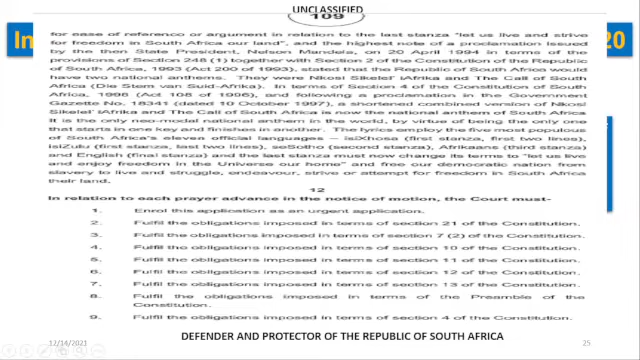 UNCLASSIFIED
109
In
20
for ease of reference or argument in relation to the last stanza "let us live and strive
for freedom in South Africa our land", and the highest note of a proclamation issued
by the then State President, Nelson Mandela, on 20 April 1994 in terms of the
provisions of Section 248 (1) together with Section 2 of the Constitution of the Republic
of South Africa, 1993 (Act 200 of 1993), stated that the Republic of South Africa would
have two national anthems. They were Nkosi Sikelel' iAfrika and The Call of South
Africa (Die Stem van Suid-Afrika). In terms of Section 4 of the Constitution of South
Africa, 1996 (Act 108 of 1996), and following a proclamation in the Government
Gazette No. 18341 (dated 10 October 1997), a shortened combined version of Nkosi
Sikelel' iAfrika and The Call of South Africa is now the national anthem of South Africa
It is the only neo-modal national anthem in the world, by virtue of being the only one
that starts in one key and finishes in another. The lyrics employ the five most populous
of South Africa's eleven official languages – isiXhosa (first stanza, first two lines),
isiZulu (first stanza, last two lines), seSotho (second stanza), Afrikaans (third stanza)
and English (final stanza) and the last stanza must now change its terms to "let us live
and enjoy freedom in the Universe our home" and free our democratic nation from
slavery to live and struggle, endeavour, strive or attempt for freedom in South Africa
their land.
12
In relation to each prayer advance in the notice of motion, the Court must-
1. Enrol this application as an urgent application.
2. Fulfil the obligations imposed in terms of section 21 of the Constitution.
3. Fulfil the obligations imposed in terms of section 7 (2) of the Constitution.
4. Fulfil the obligations imposed in terms of section 10 of the Constitution.
5. Fulfil the obligations imposed in terms of section 11 of the Constitution.
6. Fulfil the obligations imposed in terms of section 12 of the Constitution.
7. Fulfil the obligations imposed in terms of section 13 of the Constitution.
8. Fulfil the obligations imposed in terms of the Preamble of the
Constitution.
9. Fulfil the obligations imposed in terms of section 4 of the Constitution.
12/14/2021
DEFENDER AND PROTECTOR OF THE REPUBLIC OF SOUTH AFRICA
25